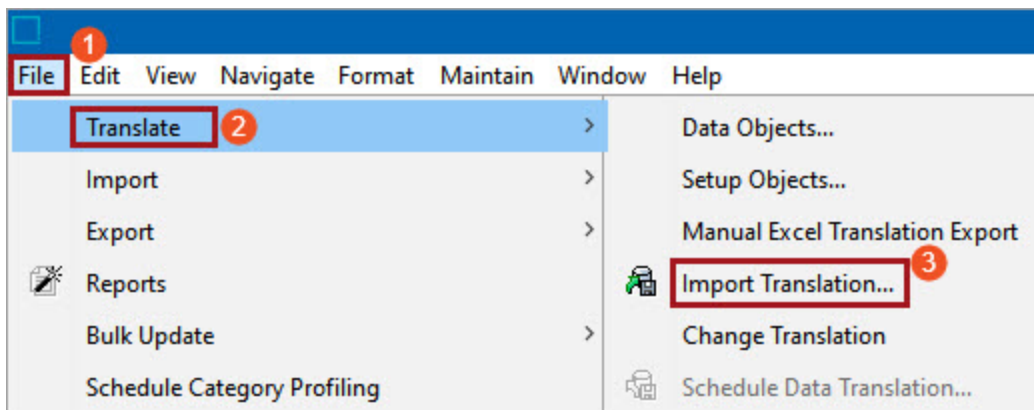 1
File Edit View Navigate Format Maintain Window Help
Translate 2 > Data Objects...
Import > Setup Objects...
Export > Manual Excel Translation Export
3
Reports Import Translation...
Bulk Update > Change Translation
Schedule Category Profiling Schedule Data Translation...